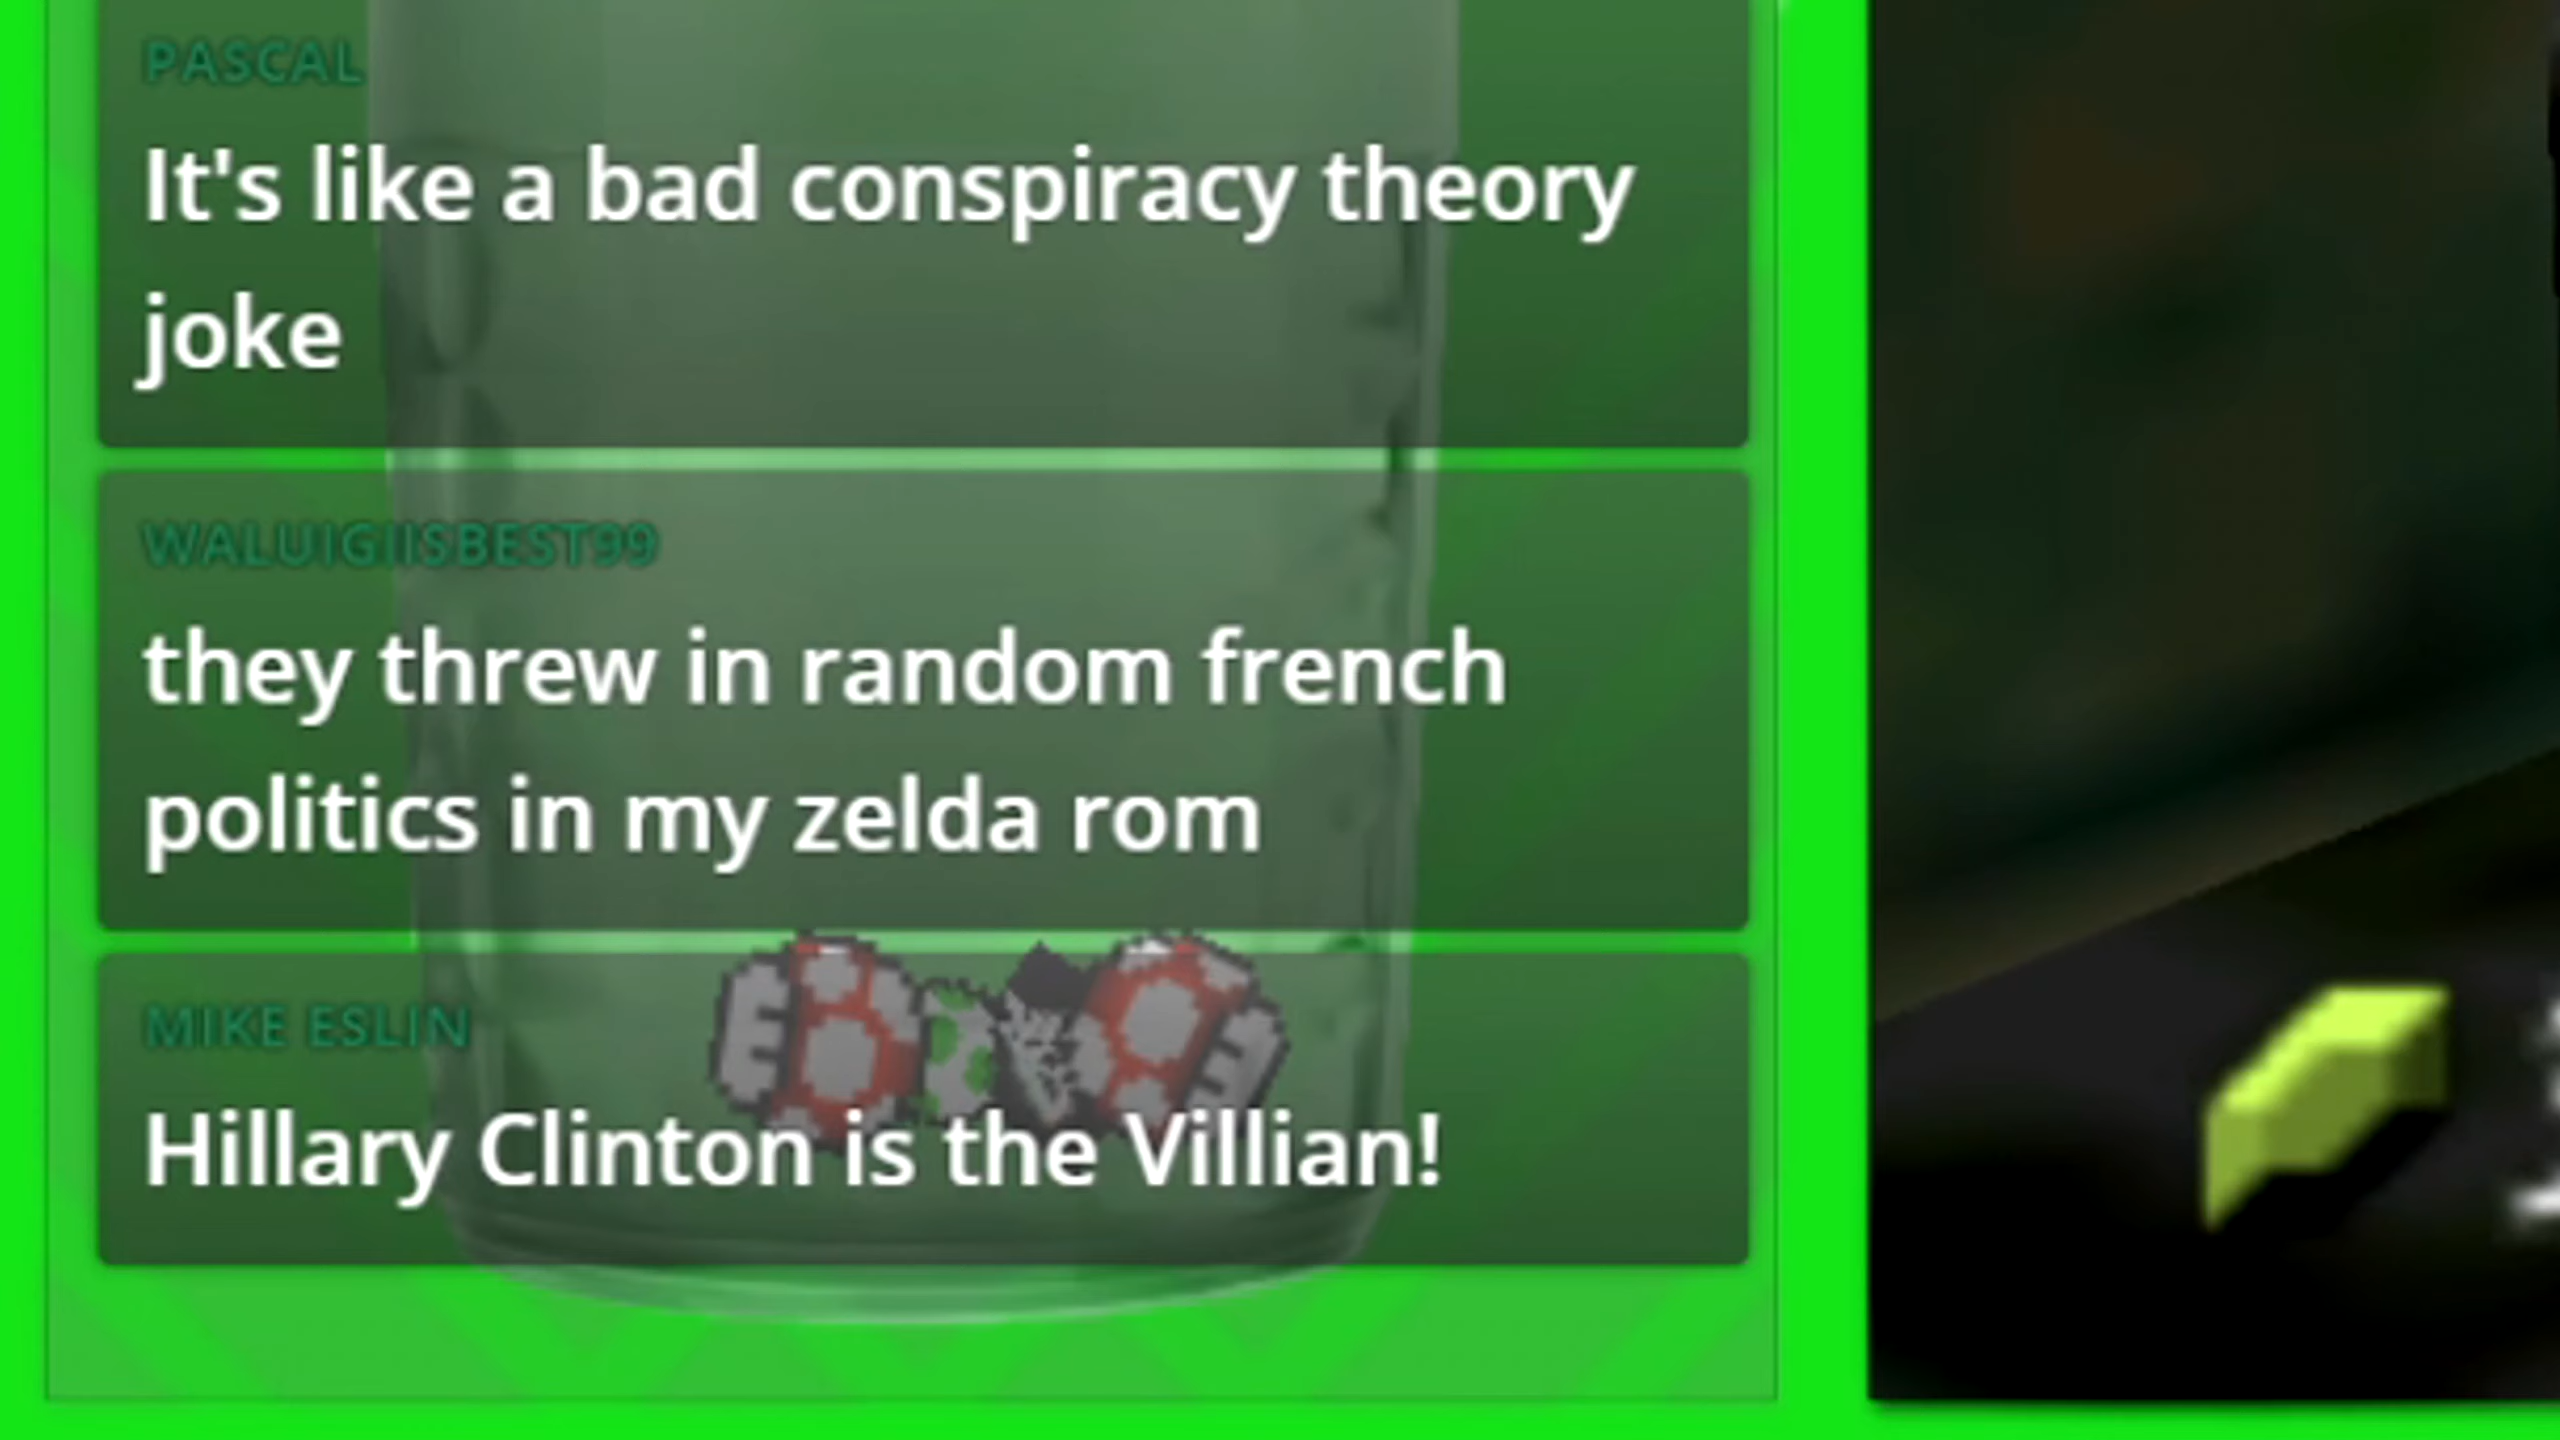 PASCAL
It's like a bad conspiracy theory
joke
WALUIGIISBEST99
they threw in random french
politics in my zelda rom
MIKE ESLIN
Hillary Clinton is the Villian!